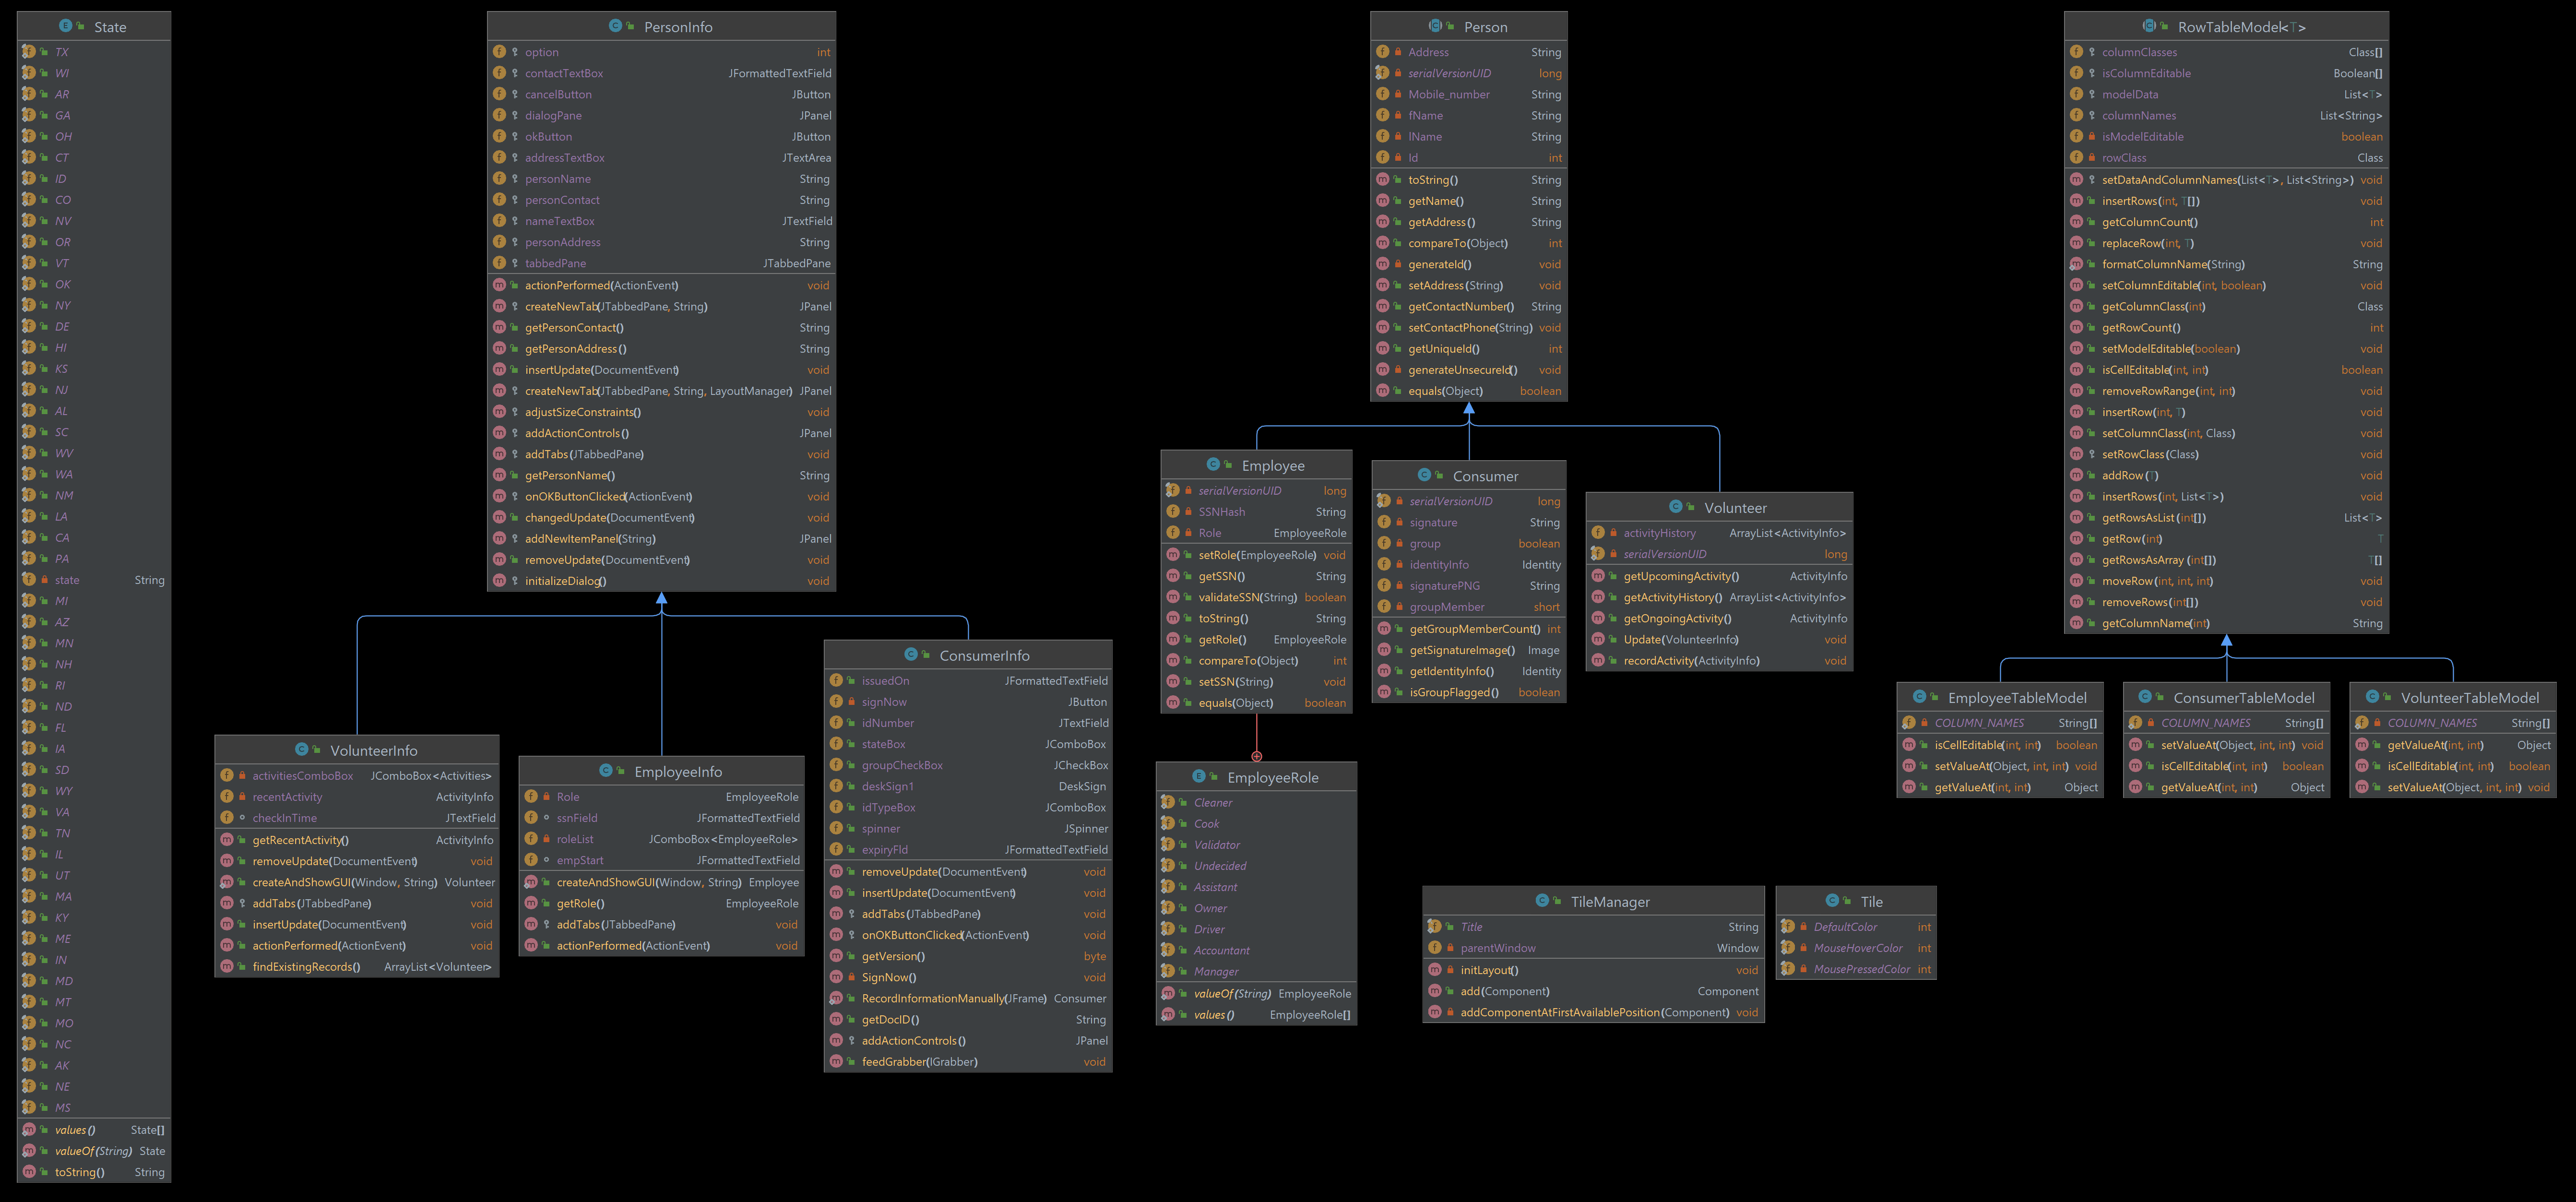 State
TX
WI
AR
GA
OH
CT
ID
CO
NV
OR
VT
OK
NY
DE
HI
KS
NJ
AL
SC
WV
WA
NM
LA
CA
PA
state String
MI
AZ
MN
NH
RI
ND
FL
IA
SD
WY
VA
TN
IL
UT
MA
KY
ME
IN
MD
MT
MO
NC
AK
NE
MS
values() State[]
valueOf(String) State
toString() String
PersonInfo
option int
contactTextBox JFormattedTextField
cancelButton JButton
dialogPane JPanel
okButton JButton
addressTextBox JTextArea
personName String
personContact String
nameTextBox JTextField
personAddress String
tabbedPane JTabbedPane
actionPerformed(ActionEvent) void
createNewTab(JTabbedPane, String) JPanel
getPersonContact() String
getPersonAddress() String
insertUpdate(DocumentEvent) void
createNewTab(JTabbedPane, String, LayoutManager) JPanel
adjustSizeConstraints() void
addActionControls() JPanel
addTabs(JTabbedPane) void
getPersonName() String
onOKButtonClicked(ActionEvent) void
changedUpdate(DocumentEvent) void
addNewItemPanel(String) JPanel
removeUpdate(DocumentEvent) void
initializeDialog() void
VolunteerInfo
activitiesComboBox JComboBox<Activities>
recentActivity ActivityInfo
checkInTime JTextField
getRecentActivity() ActivityInfo
removeUpdate(DocumentEvent) void
createAndShowGUI(Window, String) Volunteer
addTabs(JTabbedPane) void
insertUpdate(DocumentEvent) void
actionPerformed(ActionEvent) void
findExistingRecords() ArrayList<Volunteer>
EmployeeInfo
Role EmployeeRole
ssnField JFormattedTextField
roleList JComboBox<EmployeeRole>
empStart JFormattedTextField
createAndShowGUI(Window, String) Employee
getRole() EmployeeRole
addTabs(JTabbedPane) void
actionPerformed(ActionEvent) void
ConsumerInfo
issuedOn JFormattedTextField
signNow JButton
idNumber JTextField
stateBox JComboBox
groupCheckBox JCheckBox
deskSign1 DeskSign
idTypeBox JComboBox
spinner JSpinner
expiryFld JFormattedTextField
removeUpdate(DocumentEvent) void
insertUpdate(DocumentEvent) void
addTabs(JTabbedPane) void
onOKButtonClicked(ActionEvent) void
getVersion() byte
SignNow() void
RecordInformationManually(JFrame) Consumer
getDocID() String
addActionControls() JPanel
feedGrabber(IGrabber) void
Person
Address String
serialVersionUID long
Mobile_number String
fName String
lName String
Id int
toString() String
getName() String
getAddress() String
compareTo(Object) int
generateId() void
setAddress(String) void
getContactNumber() String
setContactPhone(String) void
getUniqueId() int
generateUnsecureId() void
equals(Object) boolean
Employee
serialVersionUID long
SSNHash String
Role EmployeeRole
setRole(EmployeeRole) void
getSSN() String
validateSSN(String) boolean
toString() String
getRole() EmployeeRole
compareTo(Object) int
setSSN(String) void
equals(Object) boolean
Consumer
serialVersionUID long
signature String
group boolean
identityInfo Identity
signaturePNG String
groupMember short
getGroupMemberCount() int
getSignatureImage() Image
getIdentityInfo() Identity
isGroupFlagged() boolean
Volunteer
activityHistory ArrayList<ActivityInfo>
serialVersionUID long
getUpcomingActivity() ActivityInfo
getActivityHistory() ArrayList<ActivityInfo>
getOngoingActivity() ActivityInfo
Update(VolunteerInfo) void
recordActivity(ActivityInfo) void
EmployeeRole
Cleaner
Cook
Validator
Undecided
Assistant
Owner
Driver
Accountant
Manager
valueOf(String) EmployeeRole
values() EmployeeRole[]
TileManager
Title String
parentWindow Window
initLayout() void
add(Component) Component
addComponentAtFirstAvailablePosition(Component) void
Tile
DefaultColor int
MouseHoverColor int
MousePressedColor int
RowTableModel<T>
columnClasses Class[]
isColumnEditable Boolean[]
modelData List<T>
columnNames List<String>
isModelEditable boolean
rowClass Class
setDataAndColumnNames(List<T>, List<String>) void
insertRows(int, T[]) void
getColumnCount() int
replaceRow(int, T) void
formatColumnName(String) String
setColumnEditable(int, boolean) void
getColumnClass(int) Class
getRowCount() int
setModelEditable(boolean) void
isCellEditable(int, int) boolean
removeRowRange(int, int) void
insertRow(int, T) void
setColumnClass(int, Class) void
setRowClass(Class) void
addRow(T) void
insertRows(int, List<T>) void
getRowsAsList(int[]) List<T>
getRow(int) T
getRowsAsArray(int[]) T[]
moveRow(int, int, int) void
removeRows(int[]) void
getColumnName(int) String
EmployeeTableModel
COLUMN_NAMES String[]
isCellEditable(int, int) boolean
setValueAt(Object, int, int) void
getValueAt(int, int) Object
ConsumerTableModel
COLUMN_NAMES String[]
setValueAt(Object, int, int) void
isCellEditable(int, int) boolean
getValueAt(int, int) Object
VolunteerTableModel
COLUMN_NAMES String[]
getValueAt(int, int) Object
isCellEditable(int, int) boolean
setValueAt(Object, int, int) void